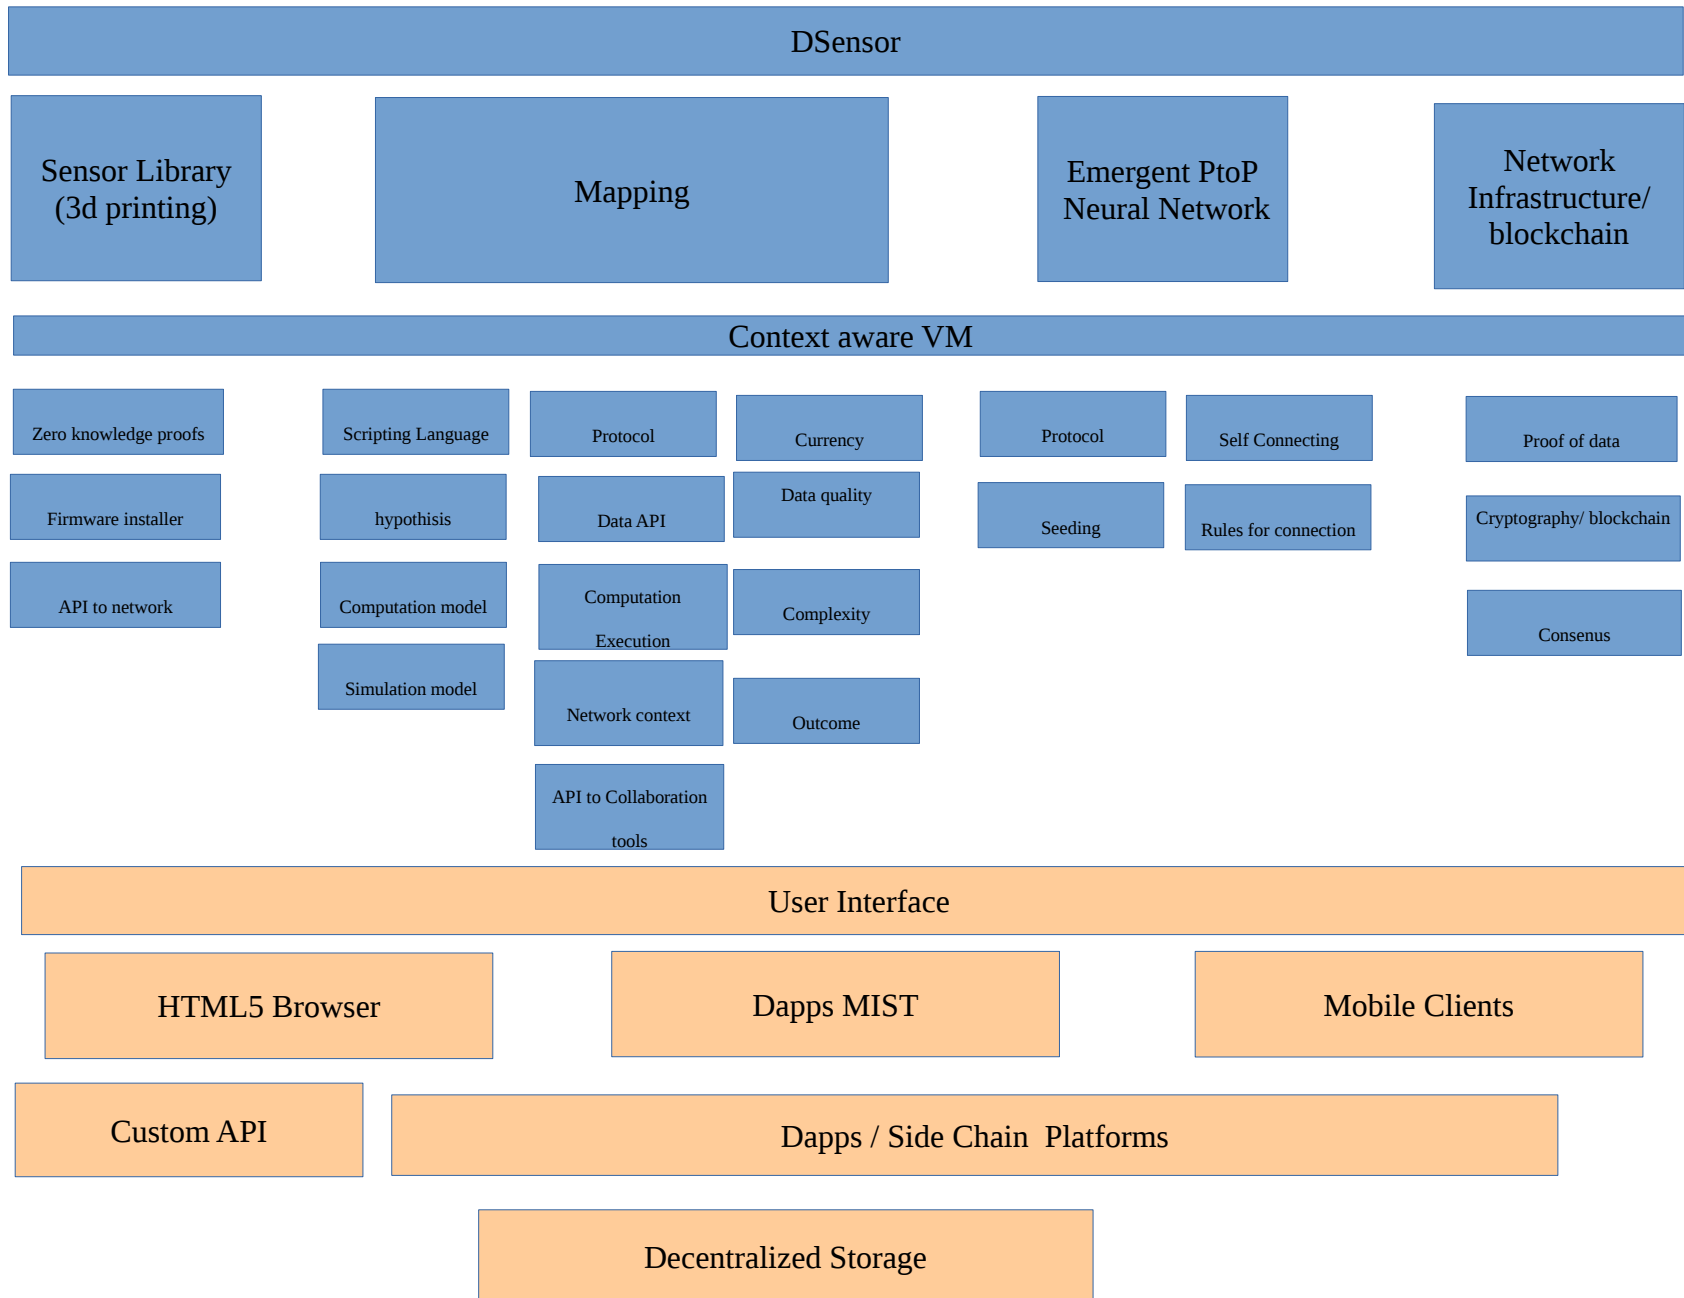 DSensor
Sensor Library
(3d printing)
Mapping
Emergent PtoP
Neural Network
Network
Infrastructure/
blockchain
Context aware VM
Zero knowledge proofs
Scripting Language
Protocol
Currency
Protocol
Self Connecting
Proof of data
Firmware installer
hypothisis
Data API
Data quality
Seeding
Rules for connection
Cryptography/ blockchain
API to network
Computation model
Computation
Execution
Complexity
Consenus
Simulation model
Network context
Outcome
API to Collaboration
tools
User Interface
HTML5 Browser
Dapps MIST
Mobile Clients
Custom API
Dapps / Side Chain  Platforms
Decentralized Storage